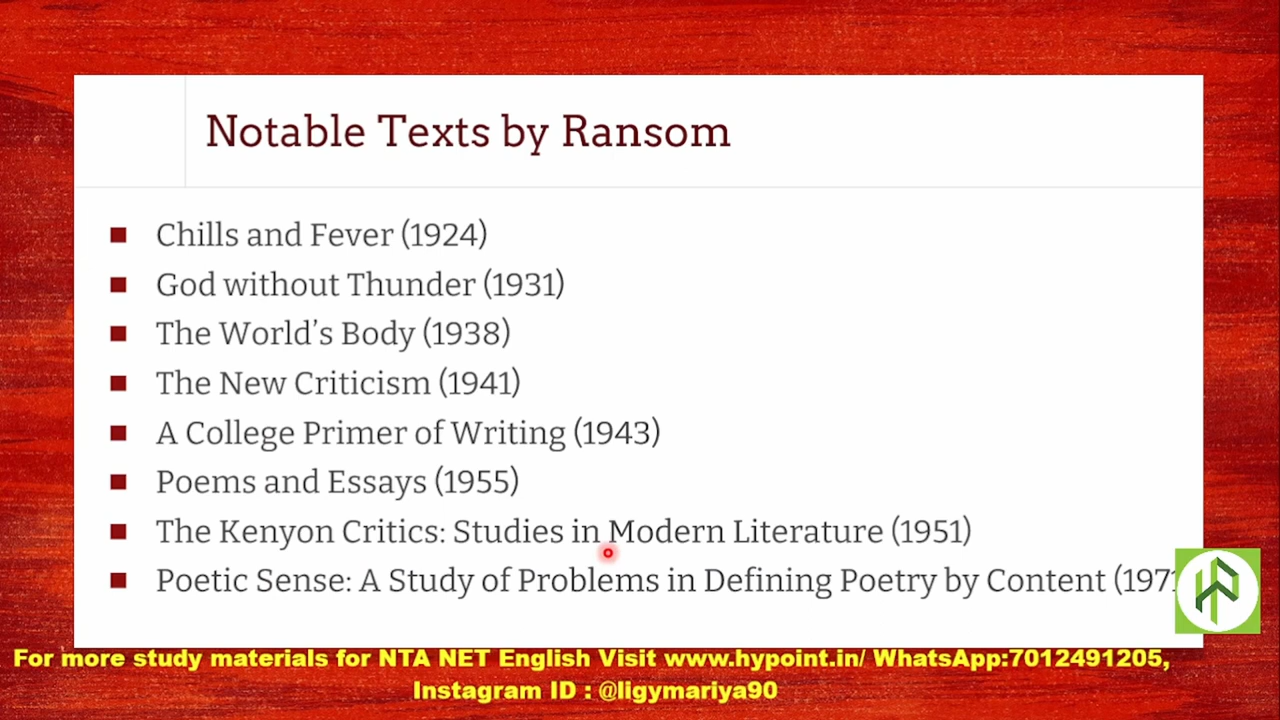 Notable Texts by Ransom
■ Chills and Fever (1924)
■ God without Thunder (1931)
■ The World's Body (1938)
■ The New Criticism (1941)
■ A College Primer of Writing (1943)
■ Poems and Essays (1955)
■ The Kenyon Critics: Studies in Modern Literature (1951)
■ Poetic Sense: A Study of Problems in Defining Poetry by Content (1971
For more study materials for NTA NET English Visit www.hypoint.in/ WhatsApp:7012491205,
Instagram ID : @ligymariya90